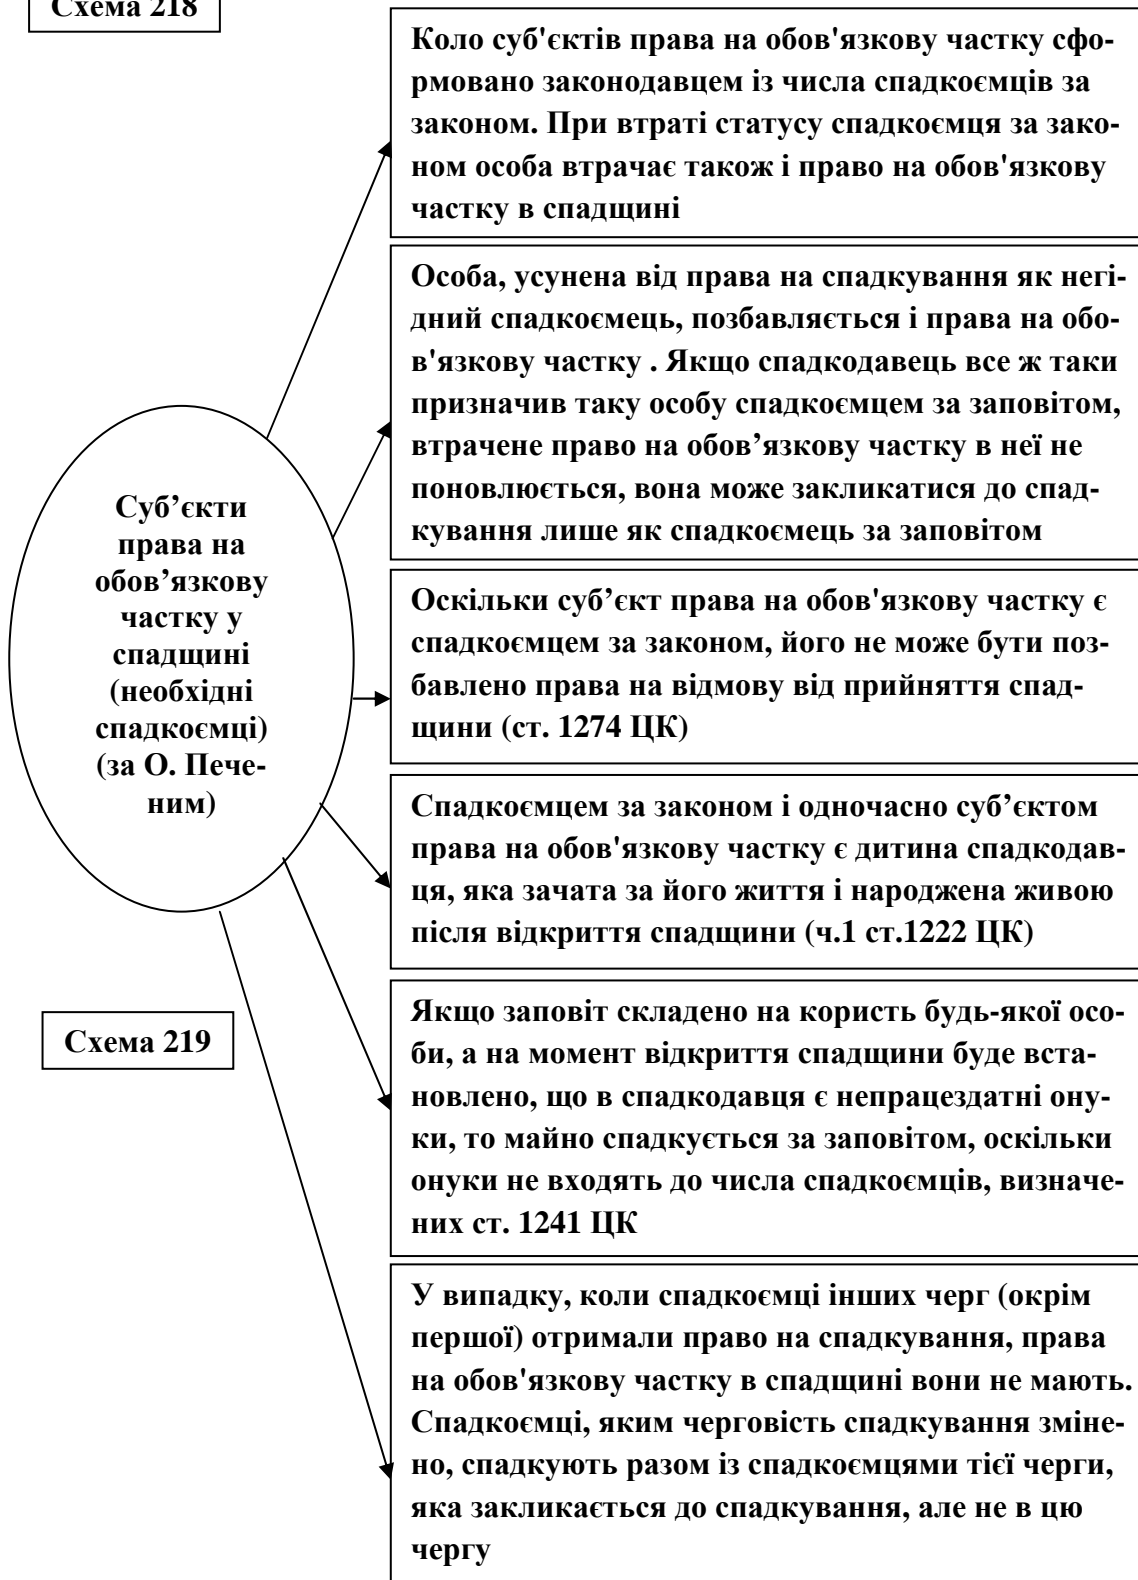 Схема 218
Коло суб'єктів права на обов'язкову частку сфо-
рмовано законодавцем із числа спадкоємців за
законом. При втраті статусу спадкоємця за зако-
ном особа втрачає також і право на обов'язкову
частку в спадщині
Особа, усунена від права на спадкування як негі-
дний спадкоємець, позбавляється і права на обо-
в'язкову частку . Якщо спадкодавець все ж таки
призначив таку особу спадкоємцем за заповітом,
втрачене право на обов’язкову частку в неї не
поновлюється, вона може закликатися до спад-
кування лише як спадкоємець за заповітом
Суб’єкти
права на
обов’язкову
частку у
спадщині
(необхідні
спадкоємці)
(за О. Пече-
ним)
Оскільки суб’єкт права на обов'язкову частку є
спадкоємцем за законом, його не може бути поз-
бавлено права на відмову від прийняття спад-
щини (ст. 1274 ЦК)
Спадкоємцем за законом і одночасно суб’єктом
права на обов'язкову частку є дитина спадкодав-
ця, яка зачата за його життя і народжена живою
після відкриття спадщини (ч.1 ст.1222 ЦК)
Схема 219
Якщо заповіт складено на користь будь-якої осо-
би, а на момент відкриття спадщини буде вста-
новлено, що в спадкодавця є непрацездатні ону-
ки, то майно спадкується за заповітом, оскільки
онуки не входять до числа спадкоємців, визначе-
них ст. 1241 ЦК
У випадку, коли спадкоємці інших черг (окрім
першої) отримали право на спадкування, права
на обов'язкову частку в спадщині вони не мають.
Спадкоємці, яким черговість спадкування зміне-
но, спадкують разом із спадкоємцями тієї черги,
яка закликається до спадкування, але не в цю
чергу